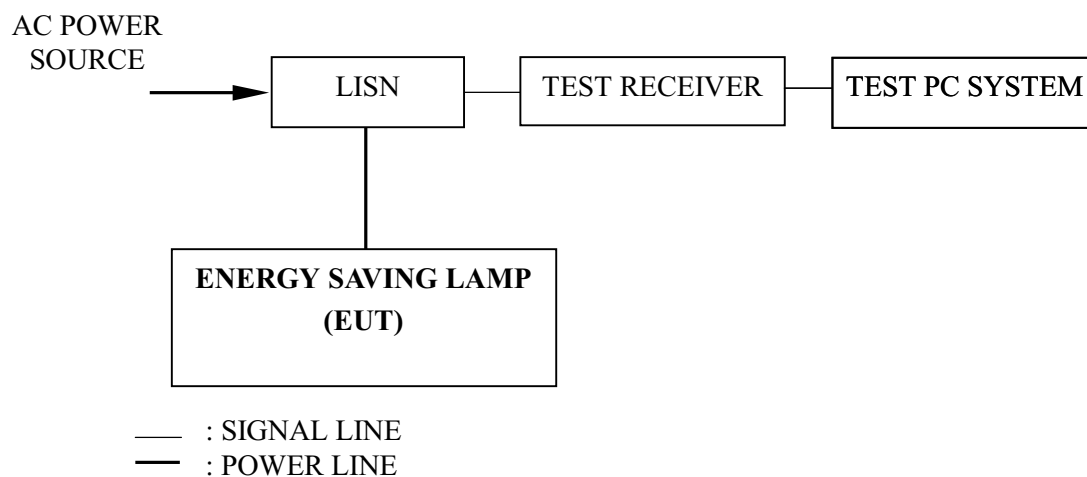 AC POWER
SOURCE
LISN
TEST RECEIVER
TEST PC SYSTEM
ENERGY SAVING LAMP
(EUT)
: SIGNAL LINE
: POWER LINE